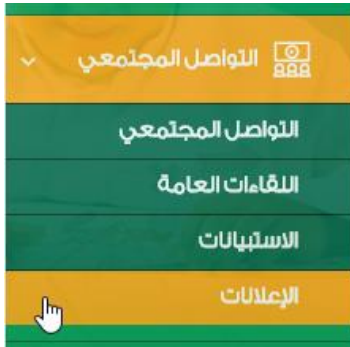 التواصل المجتمعي
التواصل المجتمعي
اللقاءات العامة
الاستبيانات
الإعلانات